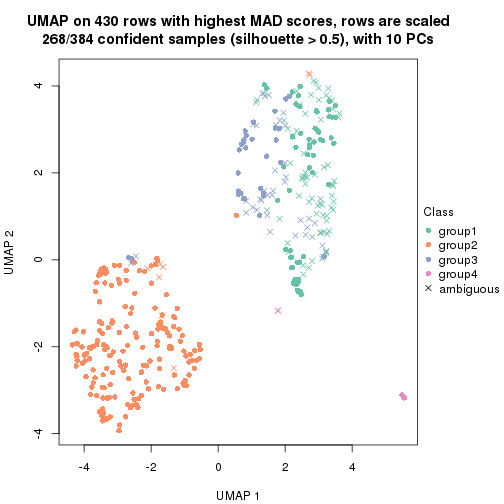 UMAP on 430 rows with highest MAD scores, rows are scaled
268/384 confident samples (silhouette > 0.5), with 10 PCs
4
2
0
-2
-4
UMAP 2
-4
-2
0
2
4
UMAP 1
Class
group1
group2
group3
group4
ambiguous